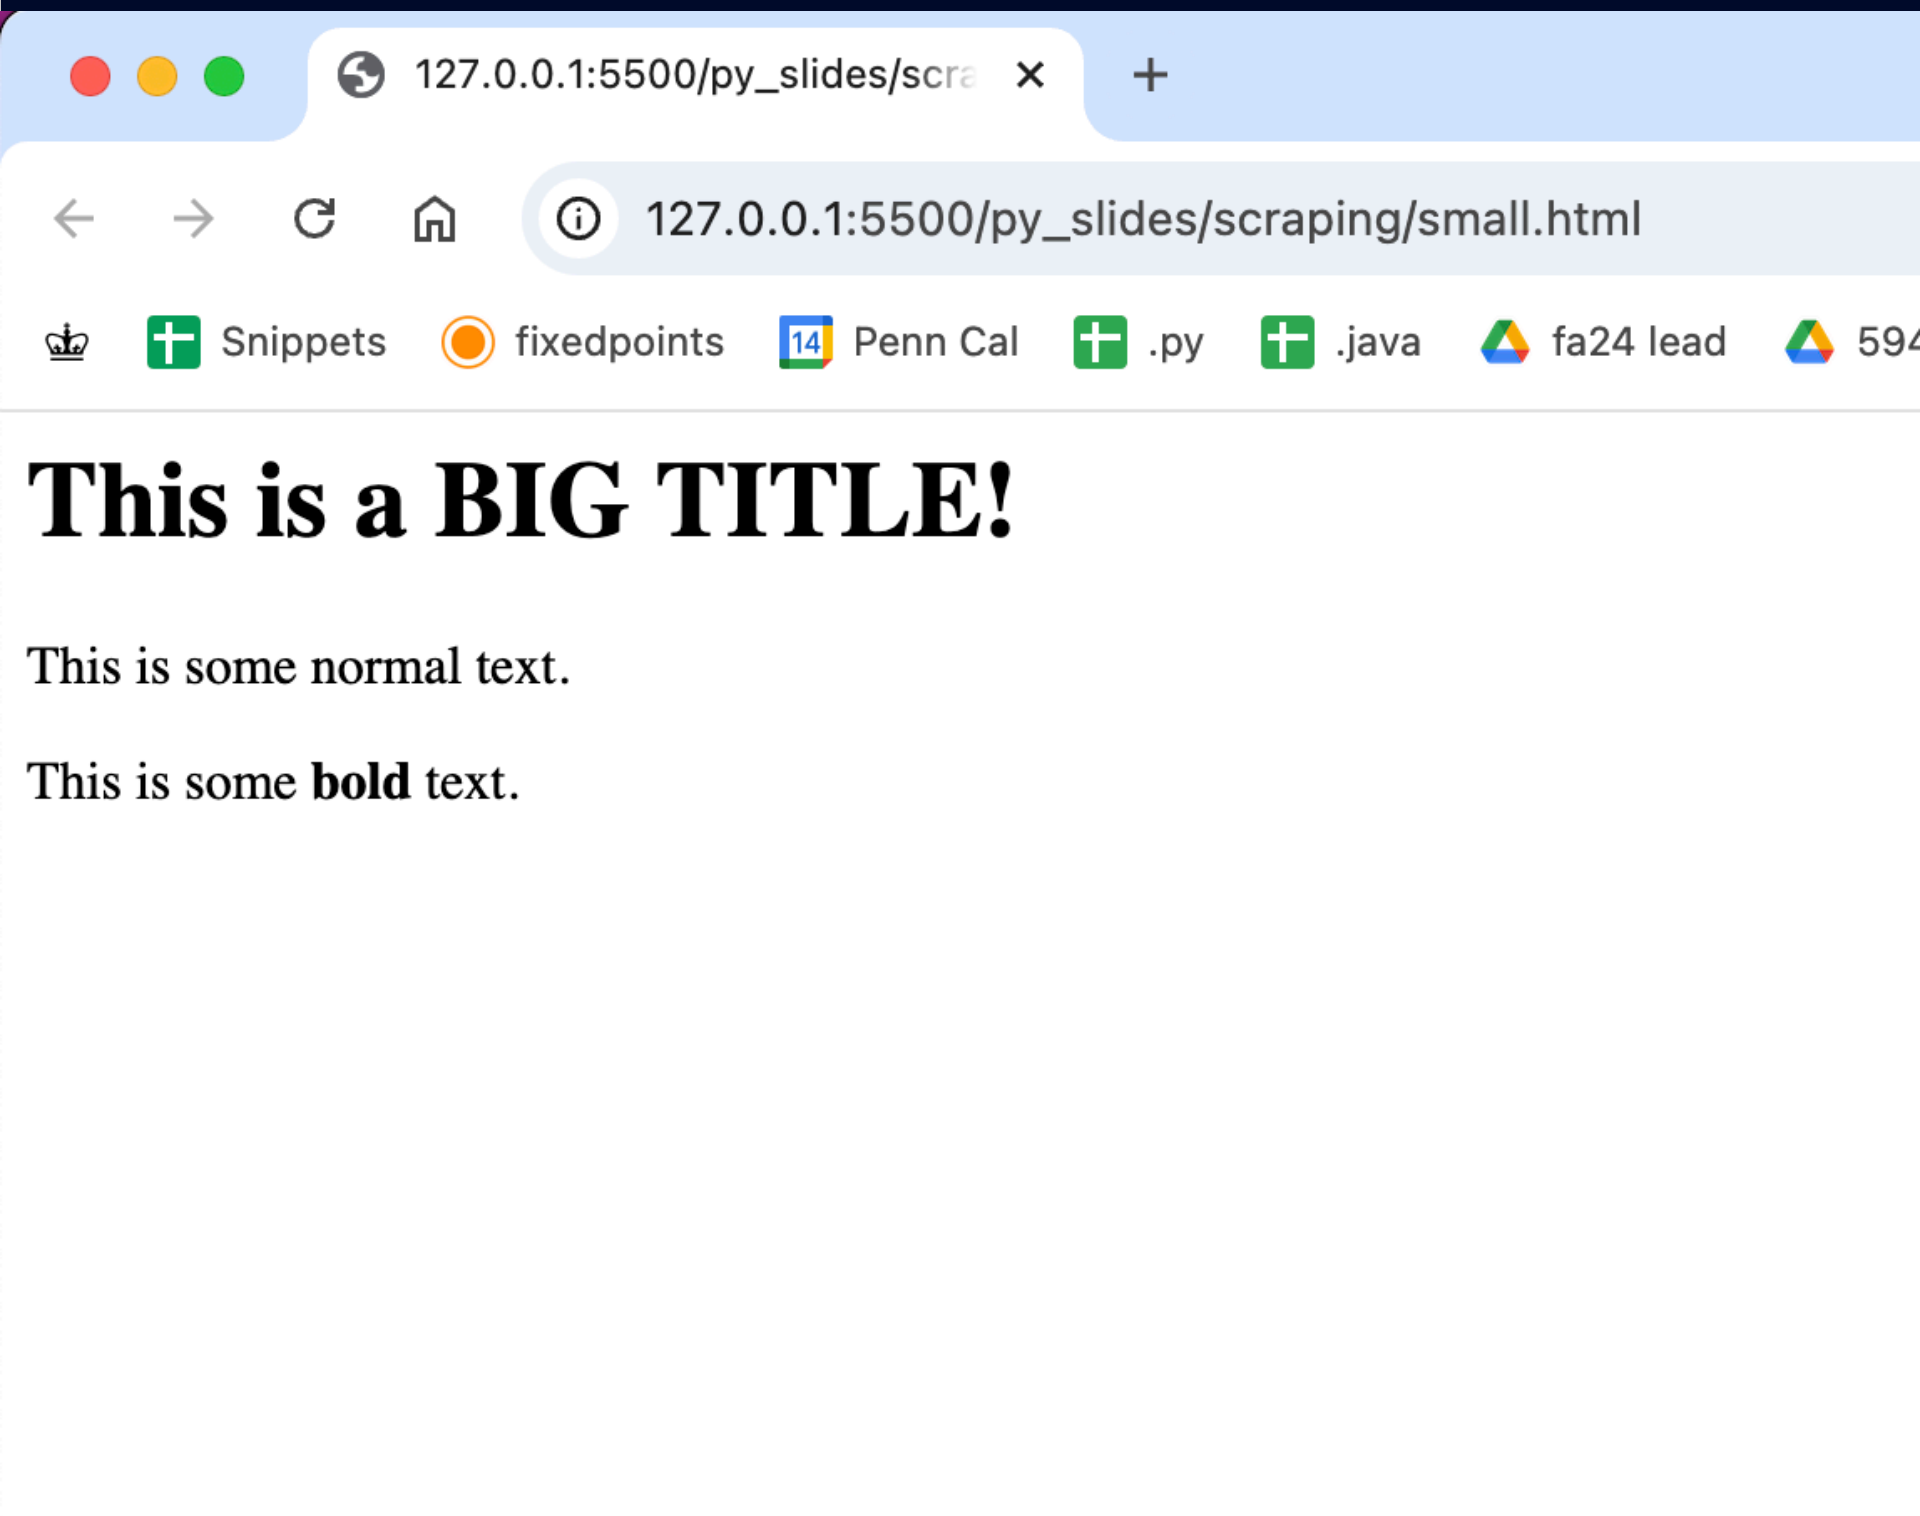 127.0.0.1:5500/py_slides/scra
127.0.0.1:5500/py_slides/scraping/small.html
Snippets fixedpoints 14 Penn Cal .py .java fa24 lead 594
This is a BIG TITLE!
This is some normal text.
This is some bold text.